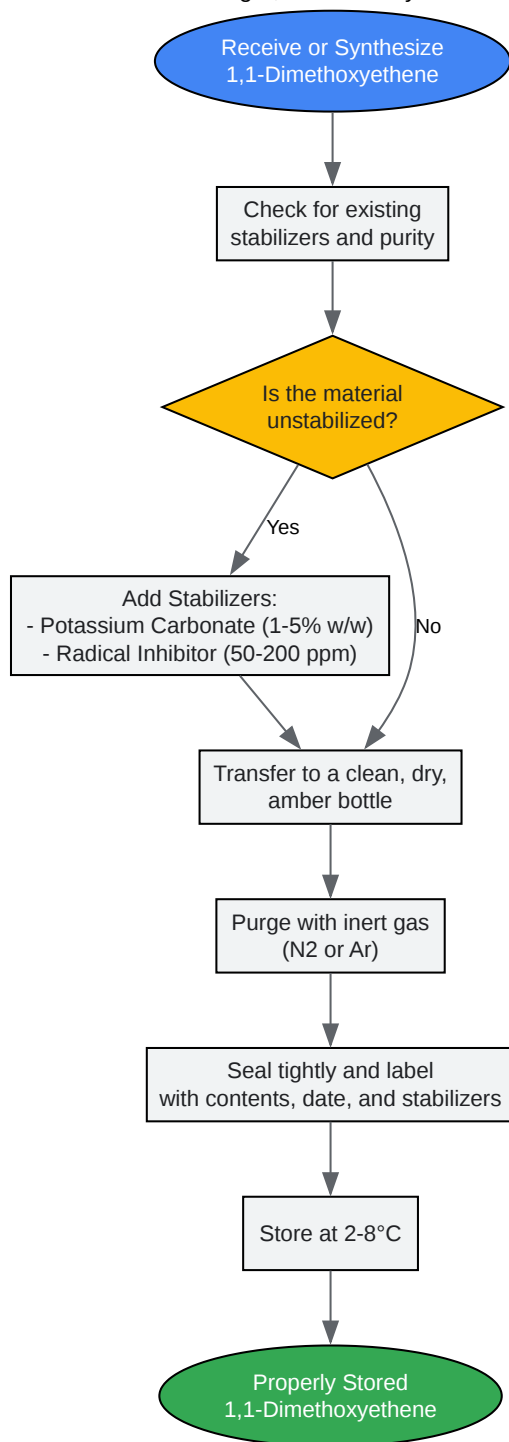 Receive or Synthesize
1,1-Dimethoxyethene
Check for existing
stabilizers and purity
Is the material
unstabilized?
Yes
Add Stabilizers:
- Potassium Carbonate (1-5% w/w)
- Radical Inhibitor (50-200 ppm)
No
Transfer to a clean, dry,
amber bottle
Purge with inert gas
(N2 or Ar)
Seal tightly and label
with contents, date, and stabilizers
Store at 2-8°C
Properly Stored
1,1-Dimethoxyethene